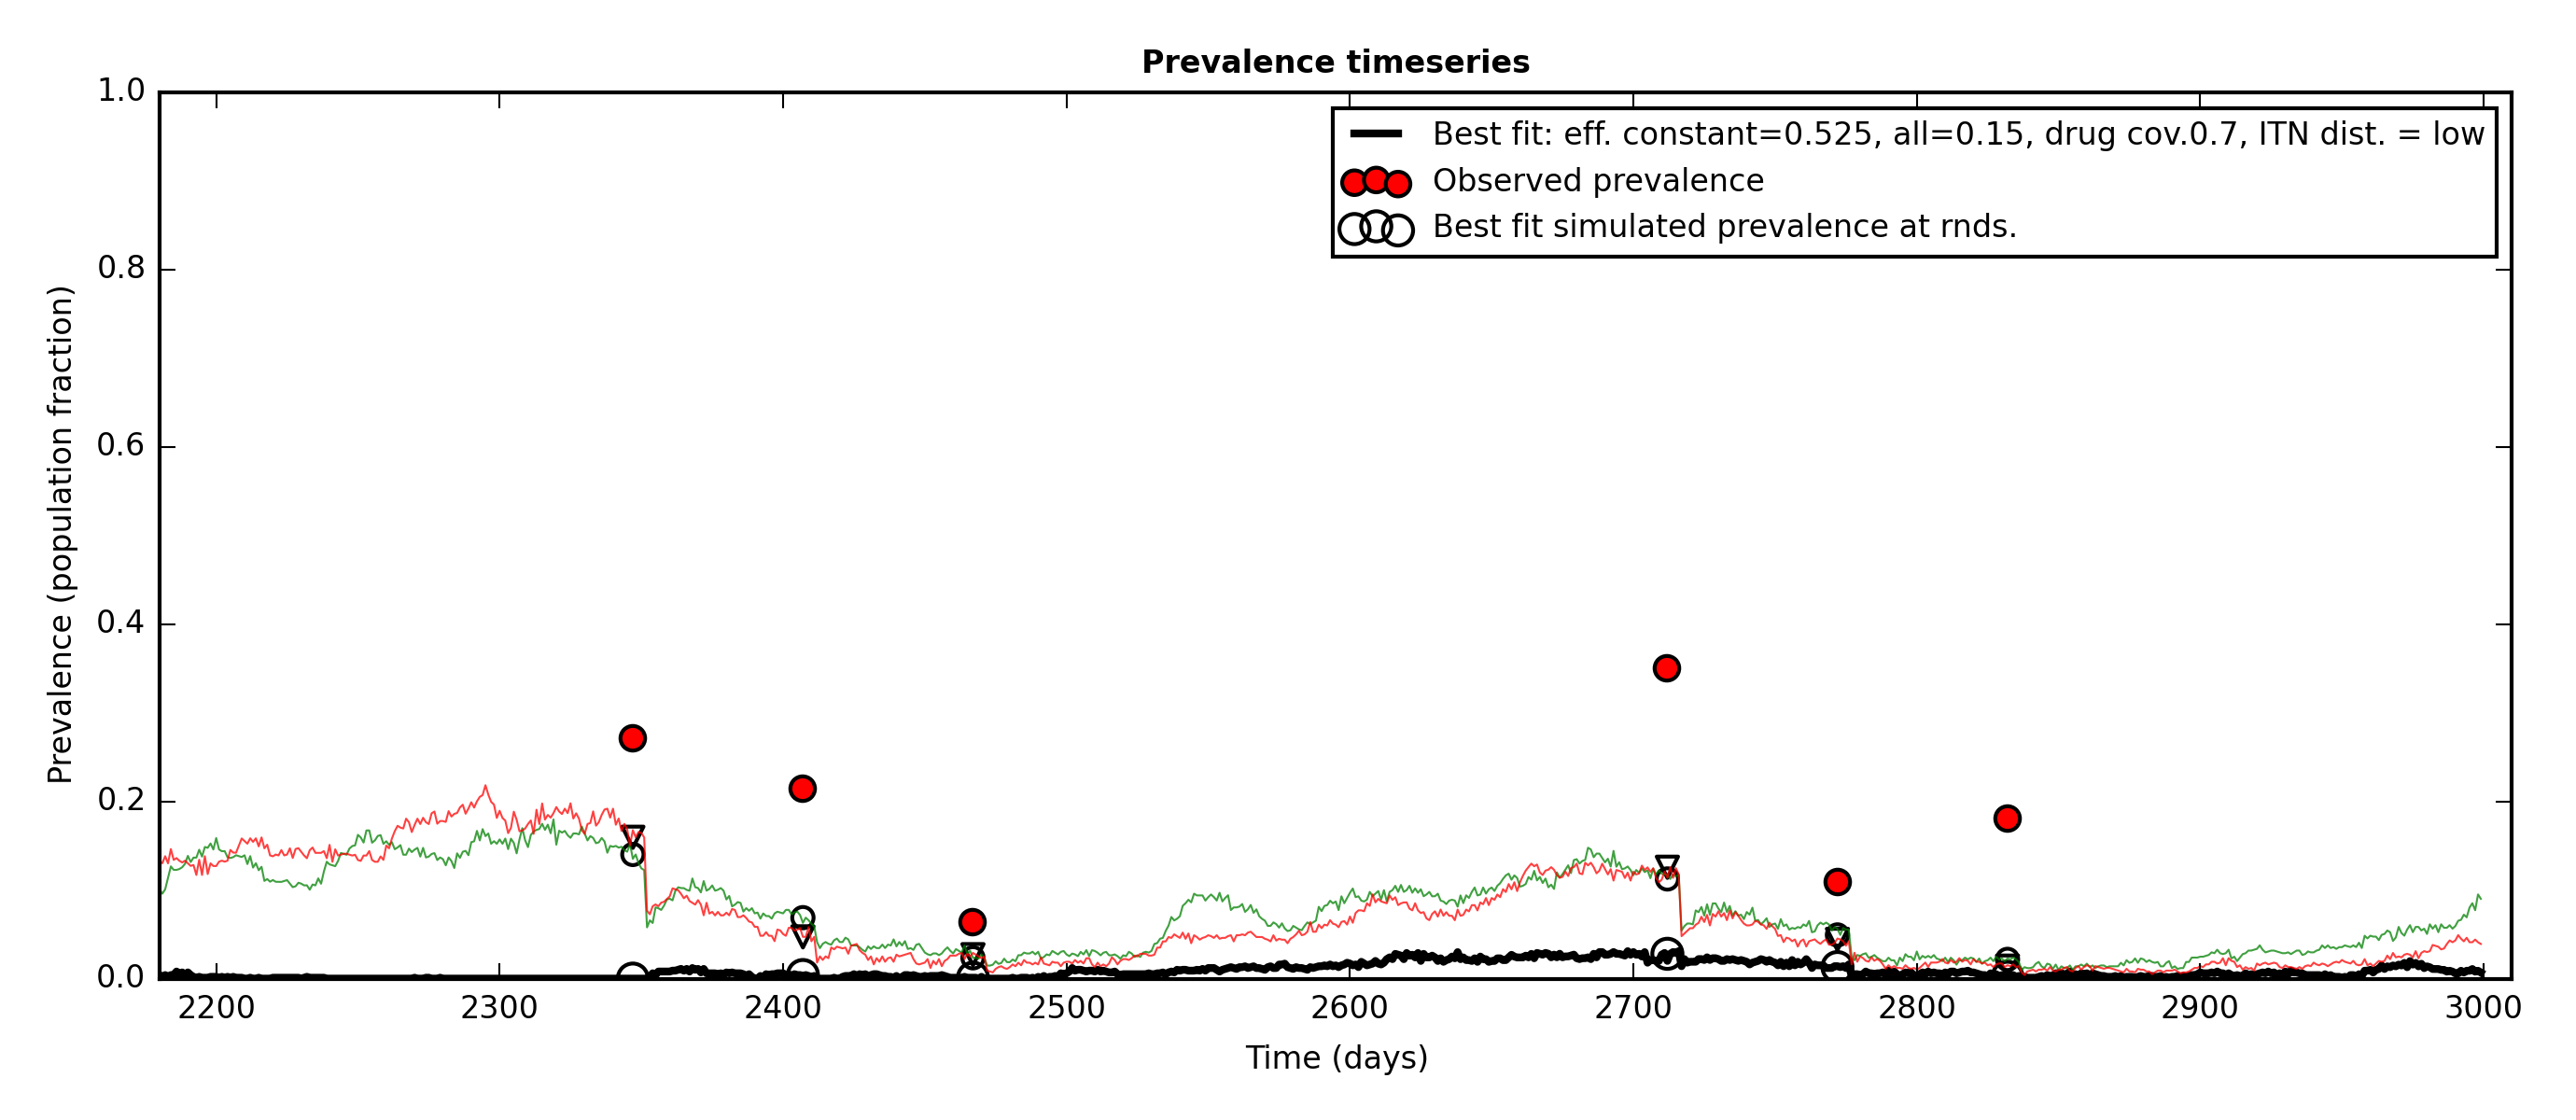 Prevalence timeseries
Best fit: eff. constant=0.525, all=0.15, drug cov.0.7, ITN dist. = low
Observed prevalence
Best fit simulated prevalence at rnds.
Prevalence (population fraction)
1.0
0.8
0.6
0.4
0.2
0.0
2200 2300 2400 2500 2600 2700 2800 2900 3000
Time (days)